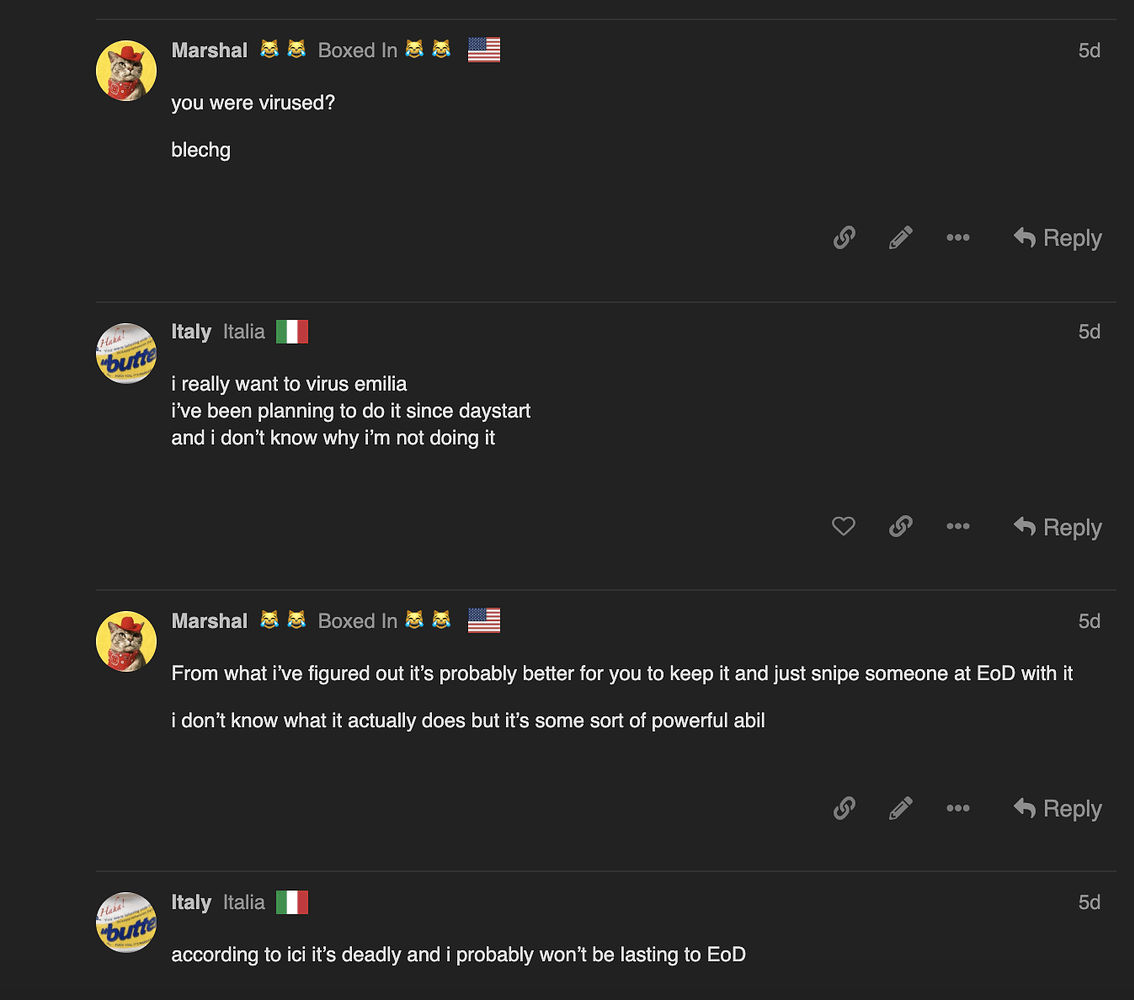 Marshal 😹 😹 Boxed In 😹 😹 5d
you were virused?
blechg
Reply
Italy Italia 5d
i really want to virus emilia
i've been planning to do it since daystart
and i don't know why i'm not doing it
Reply
Marshal 😹 😹 Boxed In 😹 😹 5d
From what i've figured out it's probably better for you to keep it and just snipe someone at EoD with it
i don't know what it actually does but it's some sort of powerful abil
Reply
Haha!
"butte
Italy Italia 5d
according to ici it's deadly and i probably won't be lasting to EoD